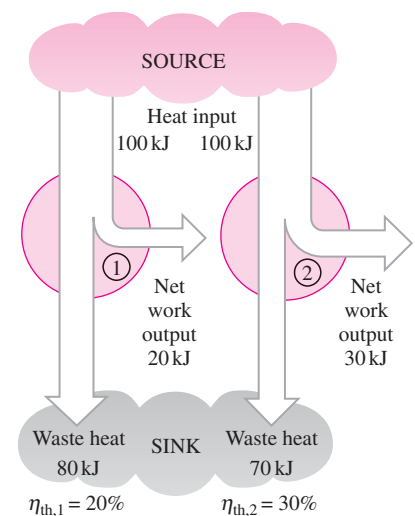 SOURCE
Heat input
100 kJ 100 kJ
1
Net
work
output
20 kJ
2
Net
work
output
30 kJ
Waste heat
80 kJ
SINK
Waste heat
70 kJ
ηth,1 = 20%
ηth,2 = 30%